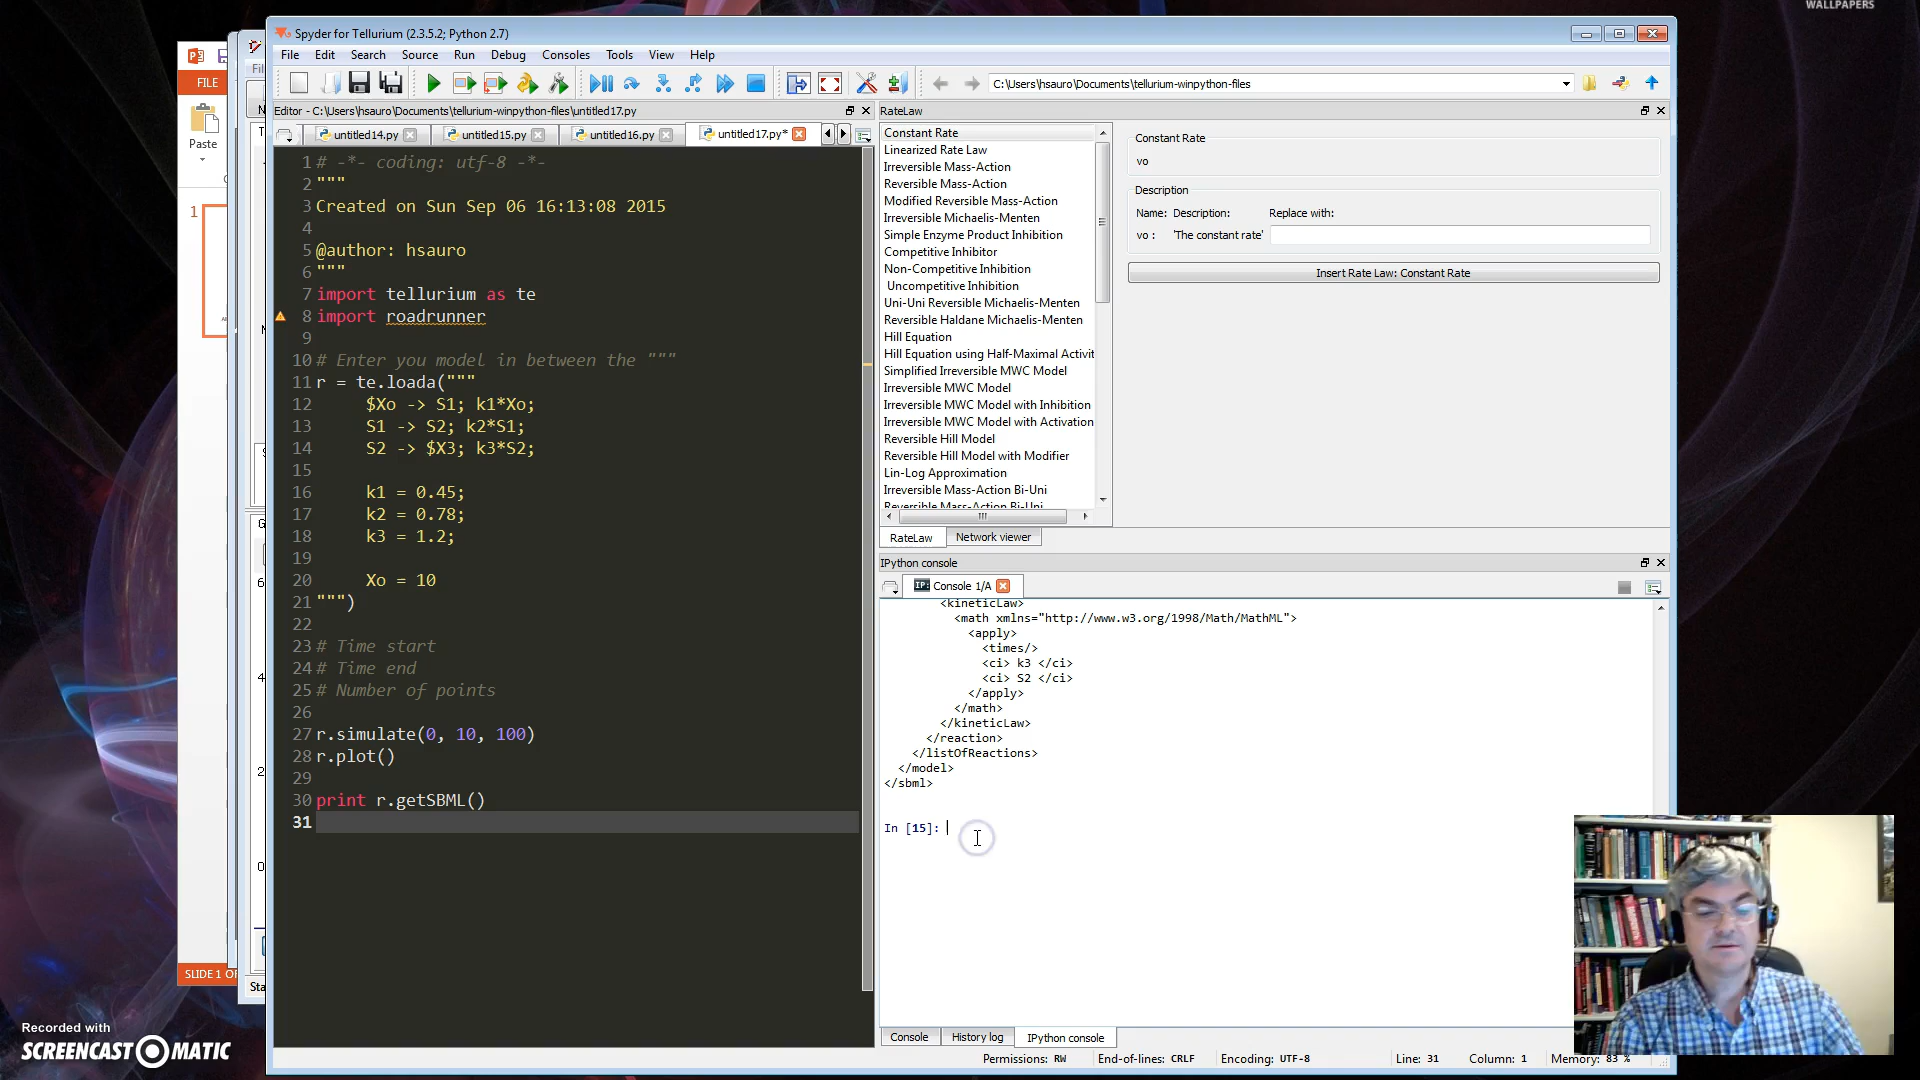 WALLPAPERS
Spyder for Tellurium (2.3.5.2; Python 2.7)
File Edit Search Source Run Debug Consoles Tools View Help
C:\Users\hsauro\Documents\tellurium-winpython-files
FILE
Paste
1
SLIDE 1 O
Editor - C:\Users\hsauro\Documents\tellurium-winpython-files\untitled17.py
untitled14.py untitled15.py untitled16.py untitled17.py*
1 # -*- coding: utf-8 -*-
2 """
3 Created on Sun Sep 06 16:13:08 2015
4
5 @author: hsauro
6 """
7 import tellurium as te
8 import roadrunner
9
10 # Enter you model in between the """
11 r = te.loada("""
12 $Xo -> S1; k1*Xo;
13 S1 -> S2; k2*S1;
14 S2 -> $X3; k3*S2;
15
16 k1 = 0.45;
17 k2 = 0.78;
18 k3 = 1.2;
19
20 Xo = 10
21 """)
22
23 # Time start
24 # Time end
25 # Number of points
26
27 r.simulate(0, 10, 100)
28 r.plot()
29
30 print r.getSBML()
31
RateLaw
Constant Rate
Linearized Rate Law
Irreversible Mass-Action
Reversible Mass-Action
Modified Reversible Mass-Action
Irreversible Michaelis-Menten
Simple Enzyme Product Inhibition
Competitive Inhibitor
Non-Competitive Inhibition
Uncompetitive Inhibition
Uni-Uni Reversible Michaelis-Menten
Reversible Haldane Michaelis-Menten
Hill Equation
Hill Equation using Half-Maximal Activit
Simplified Irreversible MWC Model
Irreversible MWC Model
Irreversible MWC Model with Inhibition
Irreversible MWC Model with Activation
Reversible Hill Model
Reversible Hill Model with Modifier
Lin-Log Approximation
Irreversible Mass-Action Bi-Uni
Reversible Mass-Action Bi-Uni
Constant Rate
vo
Description
Name: Description: Replace with:
vo : 'The constant rate'
Insert Rate Law: Constant Rate
RateLaw Network viewer
IPython console
Console 1/A
<kineticLaw>
<math xmlns="http://www.w3.org/1998/Math/MathML">
<apply>
<times/>
<ci> k3 </ci>
<ci> S2 </ci>
</apply>
</math>
</kineticLaw>
</reaction>
</listOfReactions>
</model>
</sbml>
In [15]:
Console History log IPython console
Permissions: RW End-of-lines: CRLF Encoding: UTF-8 Line: 31 Column: 1 Memory: 83 %
Recorded with
SCREENCAST MATIC